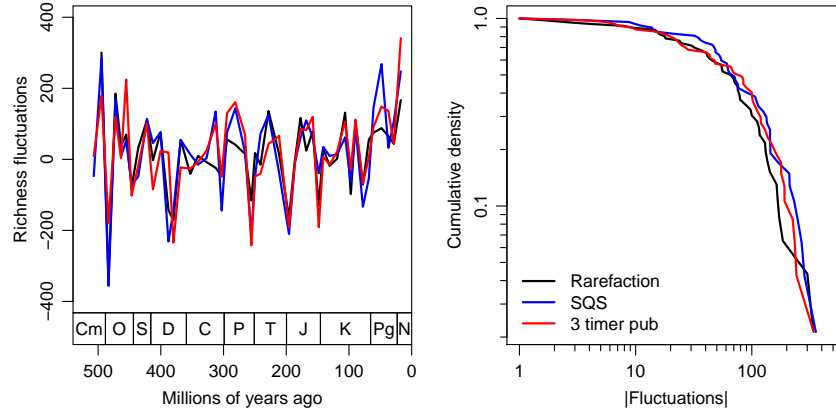 Richness fluctuations
400
200
0
−200
−400
Cm O S D C P T J K Pg N
500 400 300 200 100 0
Millions of years ago
Cumulative density
1.0
0.1
Rarefaction
SQS
3 timer pub
1 10 100
|Fluctuations|